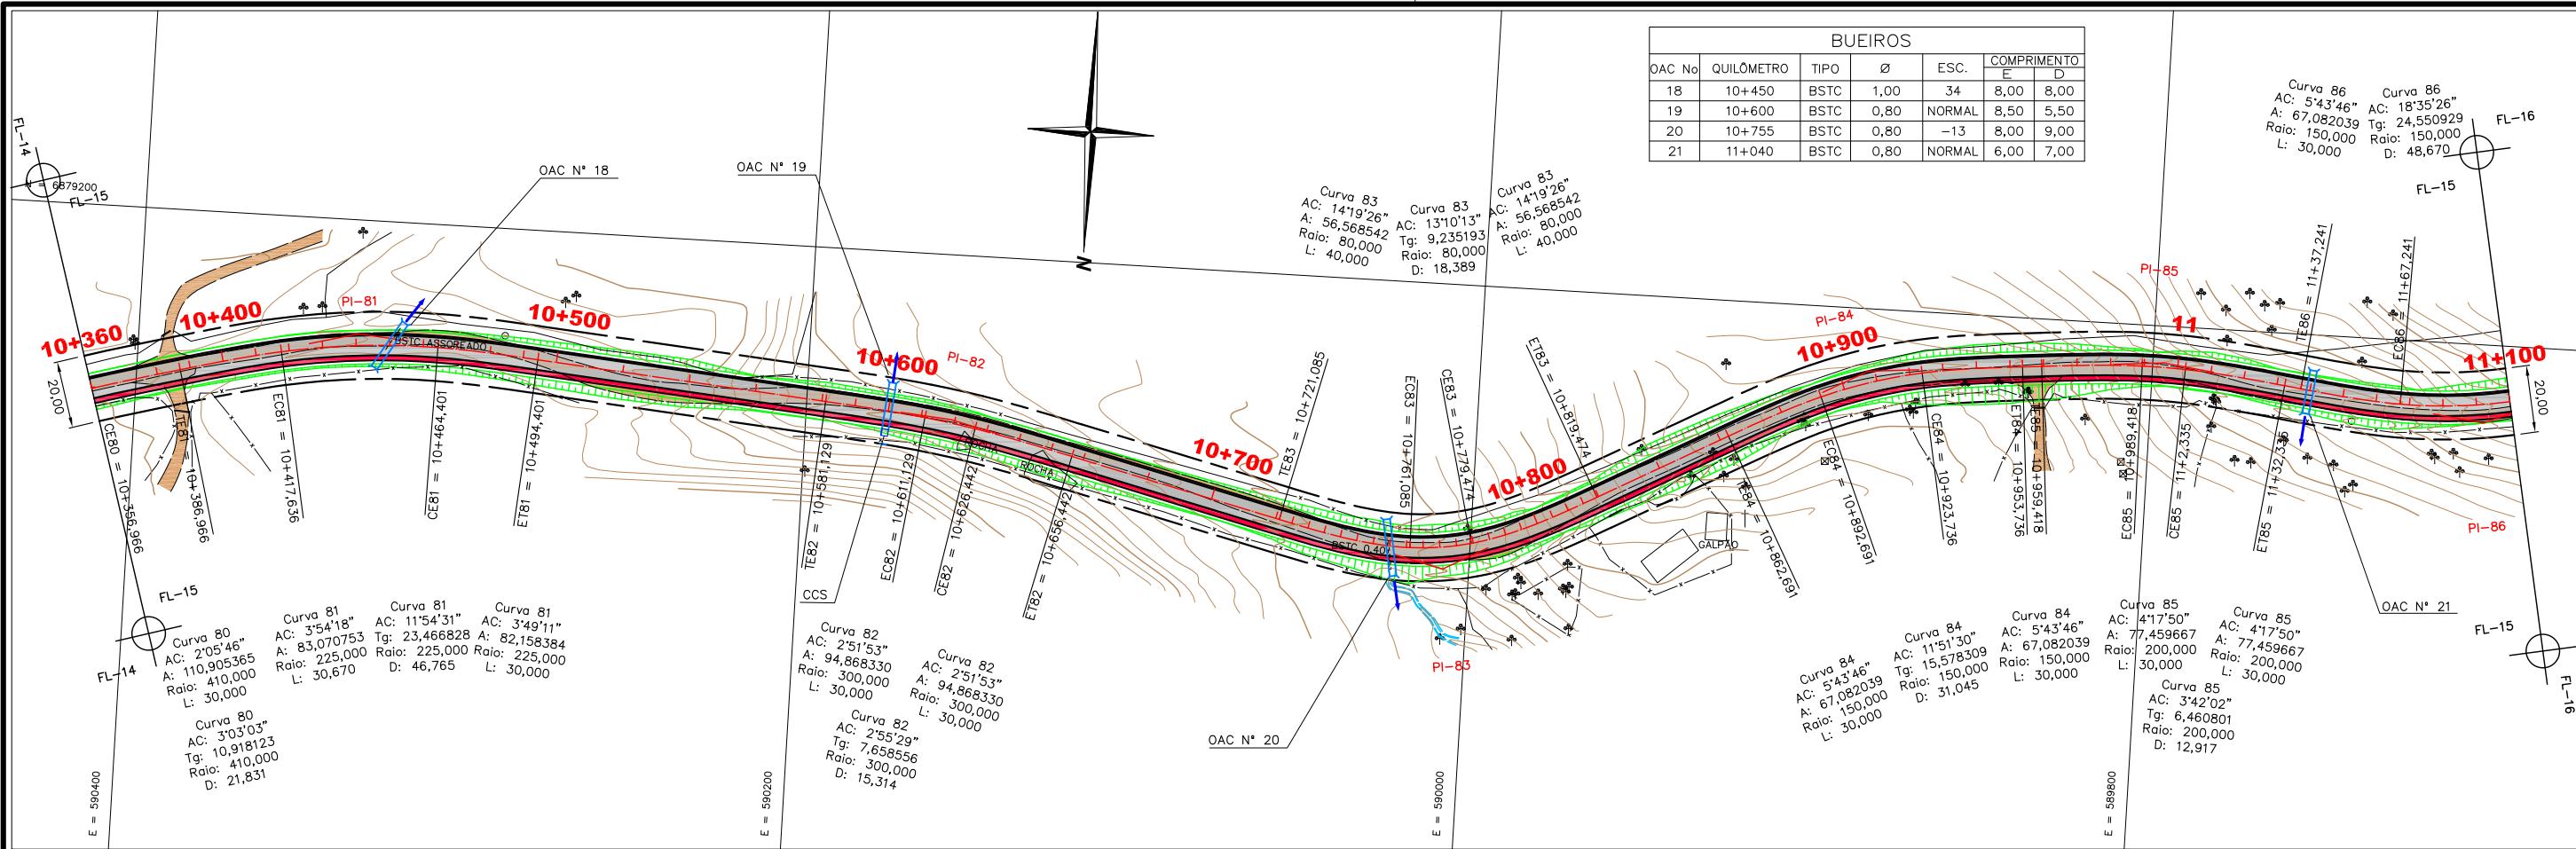 BUEIROS
OAC No QUILÔMETRO TIPO Ø ESC. COMPRIMENTO
E D
18 10+450 BSTC 1,00 34 8,00 8,00
19 10+600 BSTC 0,80 NORMAL 8,50 5,50
20 10+755 BSTC 0,80 -13 8,00 9,00
21 11+040 BSTC 0,80 NORMAL 6,00 7,00
Curva 86
AC: 5°43'46"
A: 67,082039
Raio: 150,000
L: 30,000
Curva 86
AC: 18°35'26"
Tg: 24,550929
Raio: 150,000
D: 48,670
FL-16
FL-15
FL-14
N = 6879200
FL-15
OAC N° 18
OAC N° 19
N
Curva 83
AC: 14°19'26"
A: 56,568542
Raio: 80,000
L: 40,000
Curva 83
AC: 13°10'13"
Tg: 9,235193
Raio: 80,000
D: 18,389
Curva 83
AC: 14°19'26"
A: 56,568542
Raio: 80,000
L: 40,000
10+360
10+400
PI-81
10+500
10+600
PI-82
10+700
10+800
PI-84
10+900
PI-85
11
11+100
20,00
20,00
BSTC ASSOREADO
ROCHA
ROCHA
BSTC 0,40
GALPÃO
CE80 = 10+356,966
TE81 = 10+386,966
EC81 = 10+417,636
CE81 = 10+464,401
ET81 = 10+494,401
TE82 = 10+581,129
EC82 = 10+611,129
CE82 = 10+626,442
ET82 = 10+656,442
TE83 = 10+721,085
EC83 = 10+761,085
CE83 = 10+779,474
ET83 = 10+819,474
TE84 = 10+862,691
EC84 = 10+892,691
CE84 = 10+923,736
ET84 = 10+953,736
TE85 = 10+959,418
EC85 = 10+989,418
CE85 = 11+2,335
ET85 = 11+32,335
TE86 = 11+37,241
EC86 = 11+67,241
PI-86
CCS
PI-83
OAC N° 20
OAC N° 21
FL-15
FL-14
Curva 80
AC: 2°05'46"
A: 110,905365
Raio: 410,000
L: 30,000
Curva 80
AC: 3°03'03"
Tg: 10,918123
Raio: 410,000
D: 21,831
Curva 81
AC: 3°54'18"
A: 83,070753
Raio: 225,000
L: 30,670
Curva 81
AC: 11°54'31"
Tg: 23,466828
Raio: 225,000
D: 46,765
Curva 81
AC: 3°49'11"
A: 82,158384
Raio: 225,000
L: 30,000
Curva 82
AC: 2°51'53"
A: 94,868330
Raio: 300,000
L: 30,000
Curva 82
AC: 2°51'53"
A: 94,868330
Raio: 300,000
L: 30,000
Curva 82
AC: 2°55'29"
Tg: 7,658556
Raio: 300,000
D: 15,314
Curva 84
AC: 5°43'46"
A: 67,082039
Raio: 150,000
L: 30,000
Curva 84
AC: 11°51'30"
Tg: 15,578309
Raio: 150,000
D: 31,045
Curva 84
AC: 5°43'46"
A: 67,082039
Raio: 150,000
L: 30,000
Curva 85
AC: 4°17'50"
A: 77,459667
Raio: 200,000
L: 30,000
Curva 85
AC: 4°17'50"
A: 77,459667
Raio: 200,000
L: 30,000
Curva 85
AC: 3°42'02"
Tg: 6,460801
Raio: 200,000
D: 12,917
FL-15
FL-16
E = 590400
E = 590200
E = 590000
E = 589800